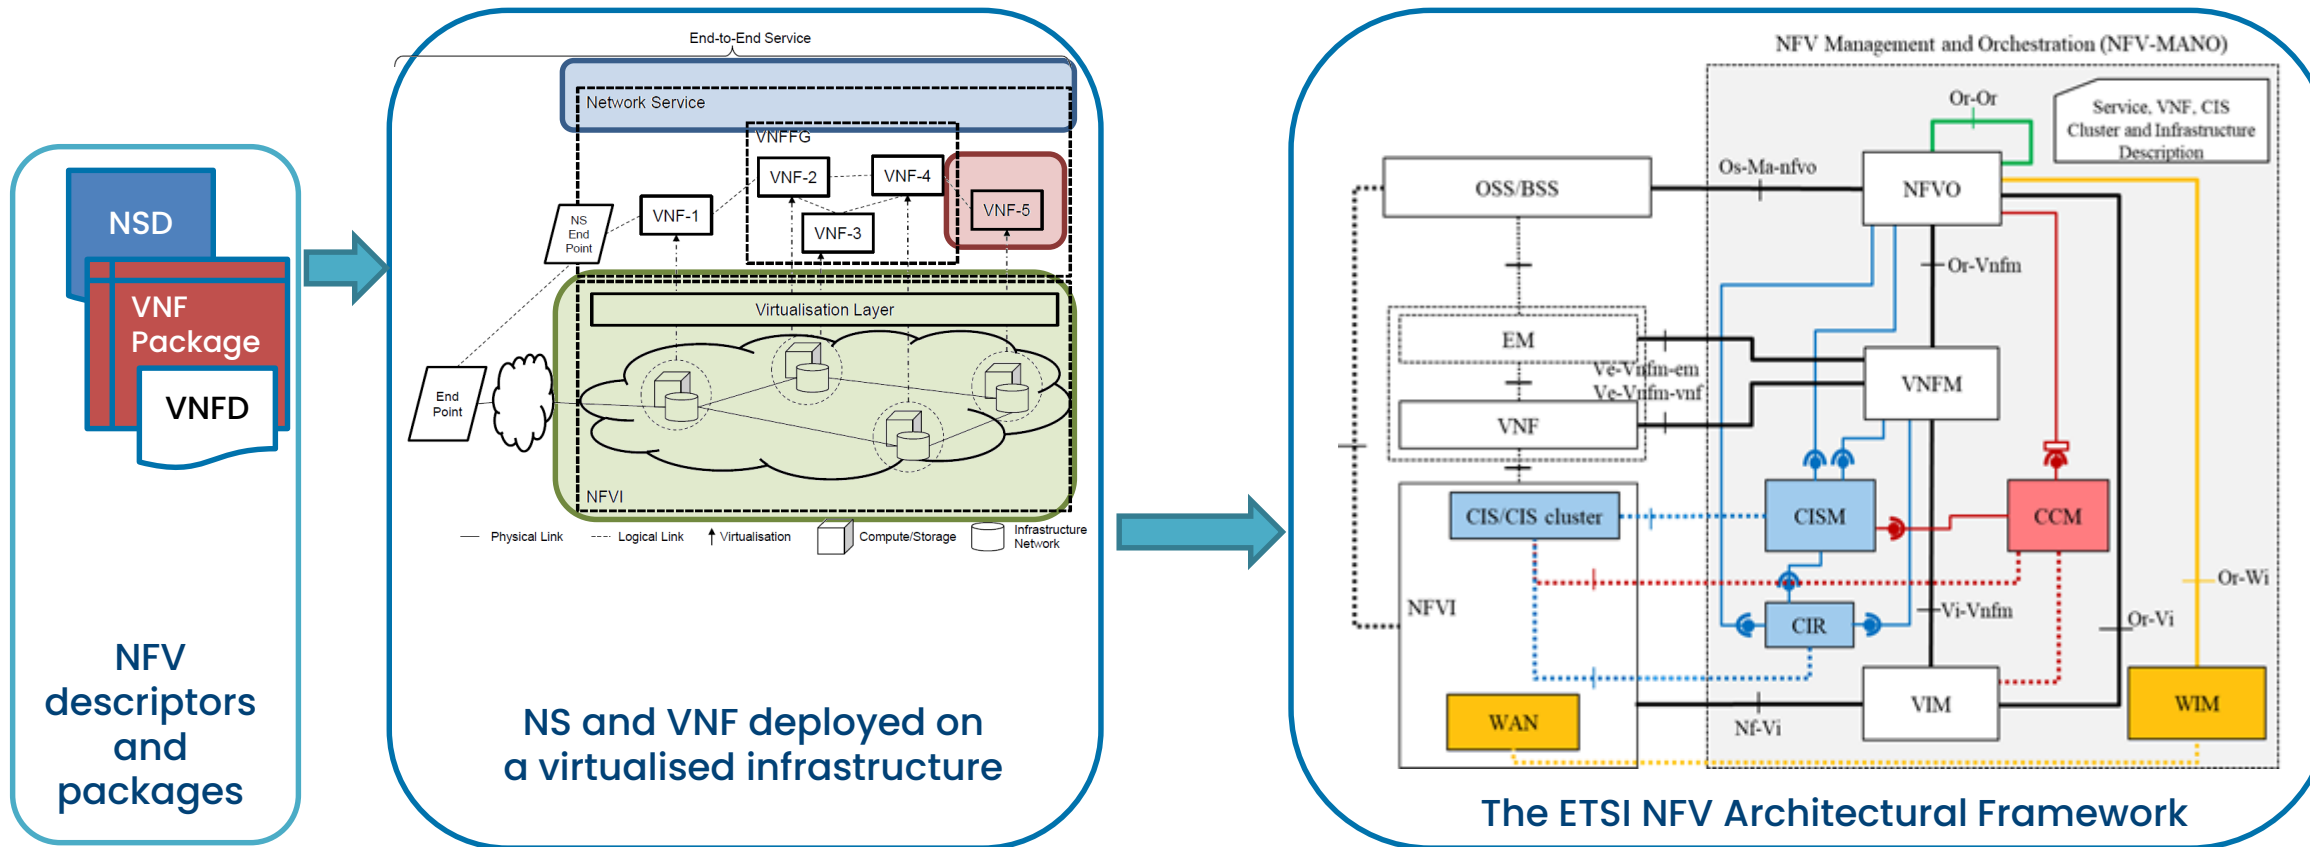 NSD
VNF
Package
VNFD
NFV
descriptors
and
packages
End-to-End Service
Network Service
VNFFG
VNF-2
VNF-4
VNF-1
VNF-5
VNF-3
NS
End
Point
Virtualisation Layer
End
Point
NFVI
Physical Link
Logical Link
Virtualisation
Compute/Storage
Infrastructure
Network
NS and VNF deployed on
a virtualised infrastructure
NFV Management and Orchestration (NFV-MANO)
Or-Or
Service, VNF, CIS
Cluster and Infrastructure
Description
Os-Ma-nfvo
OSS/BSS
NFVO
Or-Vnfm
EM
Ve-Vnfm-em
Ve-Vnfm-vnf
VNFM
VNF
CIS/CIS cluster
CISM
CCM
Or-Wi
NFVI
Vi-Vnfm
Or-Vi
CIR
WAN
Nf-Vi
VIM
WIM
The ETSI NFV Architectural Framework